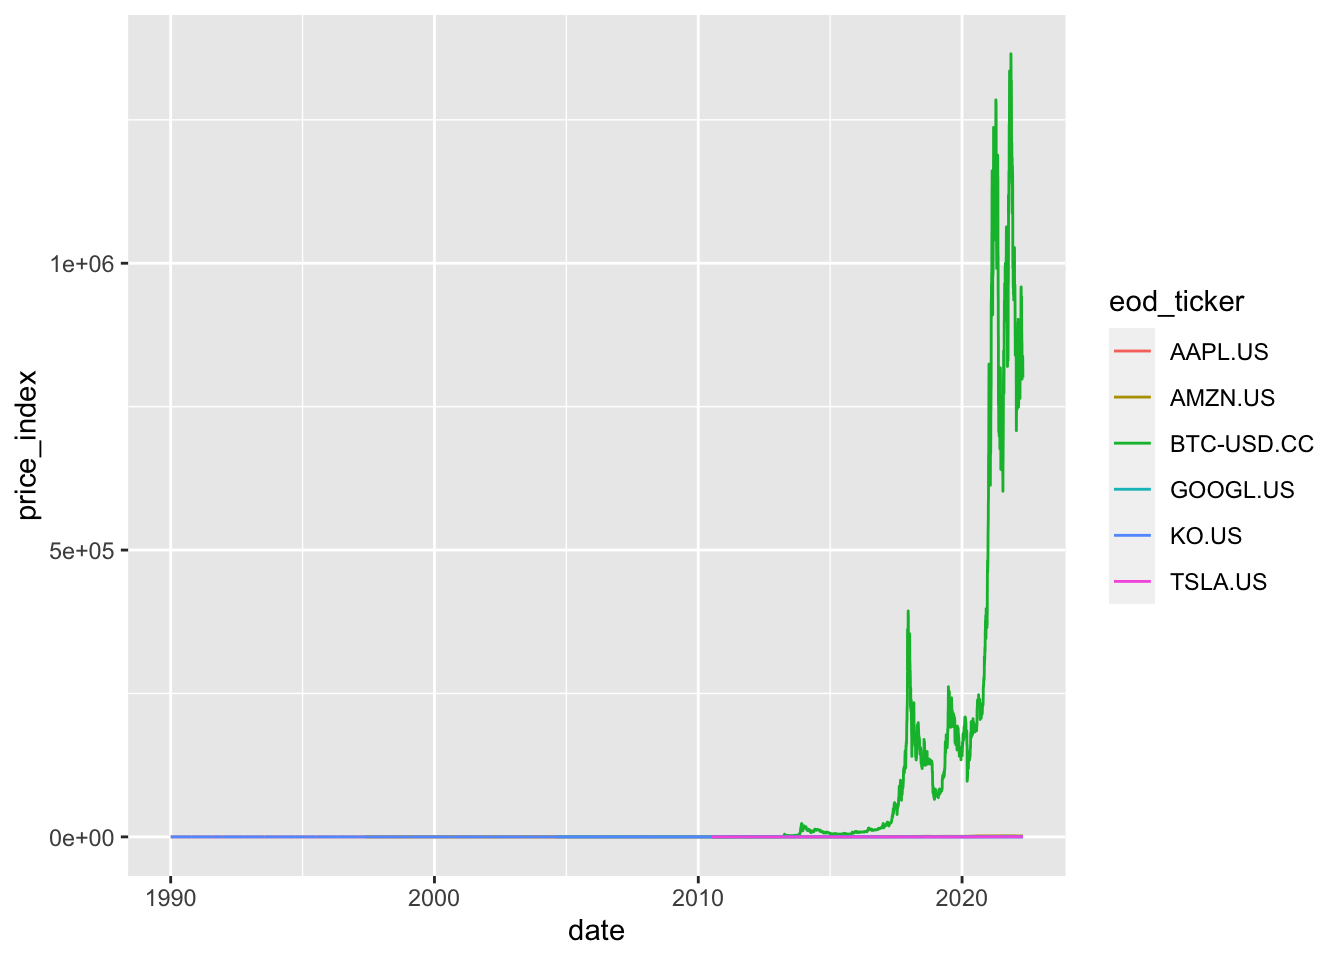 price_index
1e+06
5e+05
0e+00
1990
2000
2010
2020
date
eod_ticker
AAPL.US
AMZN.US
BTC-USD.CC
GOOGL.US
KO.US
TSLA.US